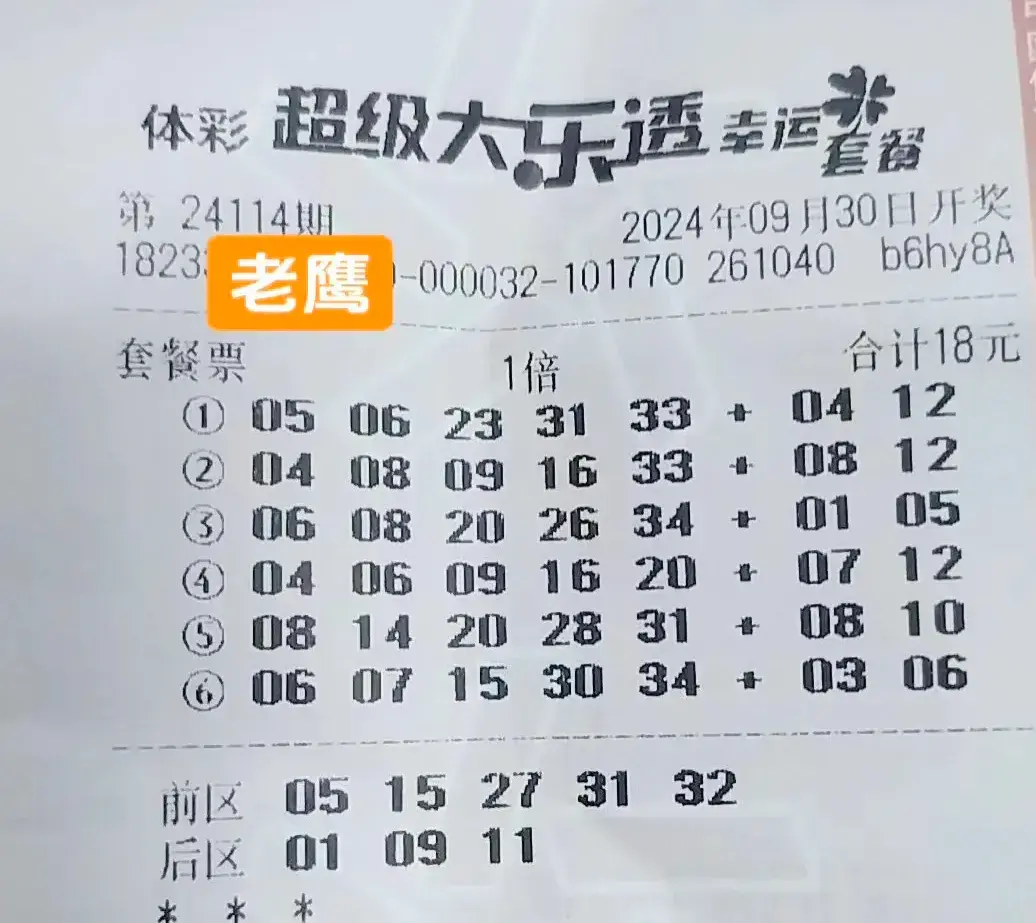 体彩 超级大乐透 幸运套餐
第 24114期 2024年09月30日开奖
1823 老鹰 -000032-101770 261040 b6hy8A
套餐票 1倍 合计18元
① 05 06 23 31 33 + 04 12
② 04 08 09 16 33 + 08 12
③ 06 08 20 26 34 + 01 05
④ 04 06 09 16 20 + 07 12
⑤ 08 14 20 28 31 + 08 10
⑥ 06 07 15 30 34 + 03 06
前区 05 15 27 31 32
后区 01 09 11
* * *